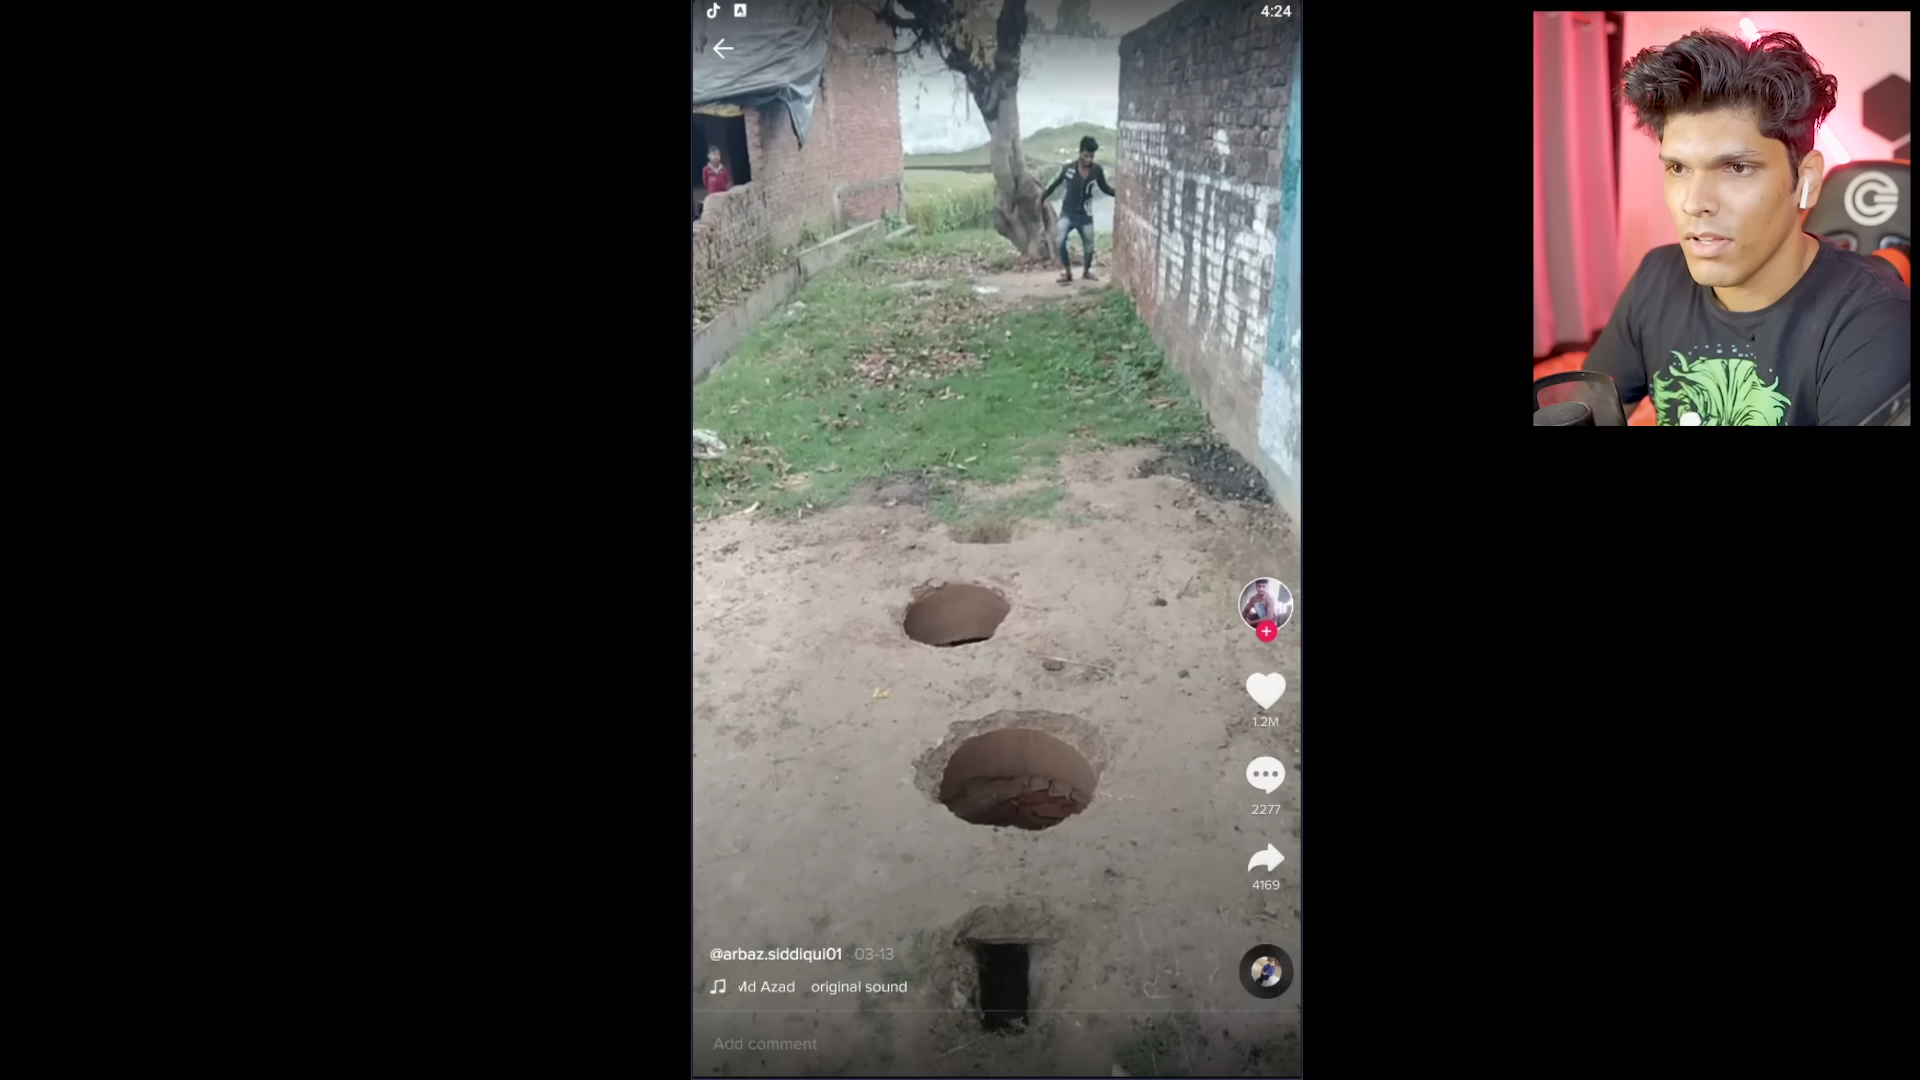 4:24
1.2M
2277
4169
@arbaz.siddiqui01 · 03-13
Md Azad original sound
Add comment